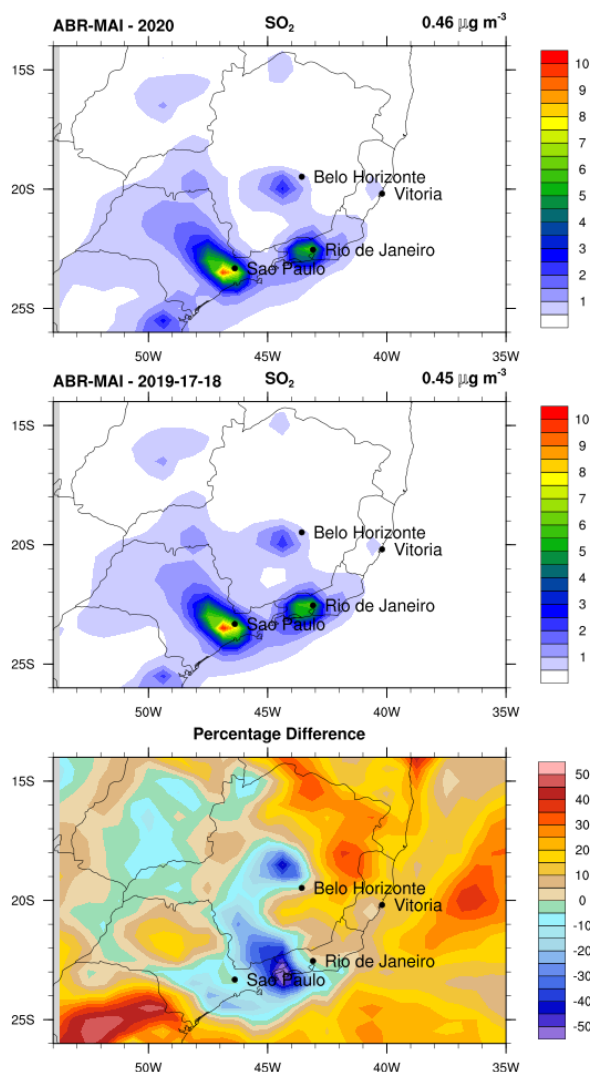 ABR-MAI - 2020 SO₂ 0.46 μg m⁻³
15S
20S
25S
50W 45W 40W 35W
Belo Horizonte
Vitoria
Rio de Janeiro
Sao Paulo
10
9
8
7
6
5
4
3
2
1
ABR-MAI - 2019-17-18 SO₂ 0.45 μg m⁻³
15S
20S
25S
50W 45W 40W 35W
Belo Horizonte
Vitoria
Rio de Janeiro
Sao Paulo
10
9
8
7
6
5
4
3
2
1
Percentage Difference
15S
20S
25S
50W 45W 40W 35W
Belo Horizonte
Vitoria
Rio de Janeiro
Sao Paulo
50
40
30
20
10
0
-10
-20
-30
-40
-50